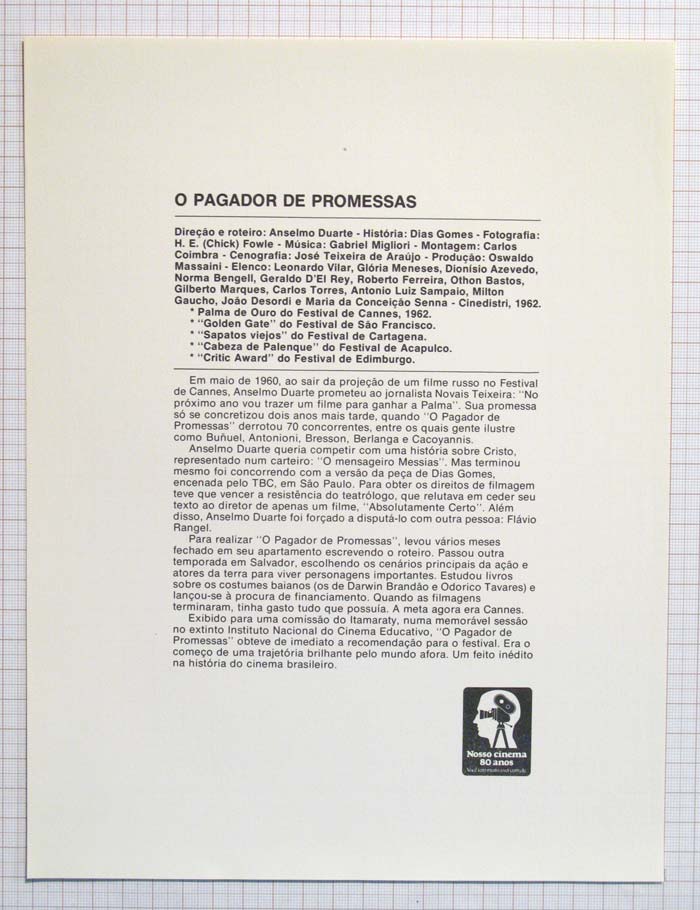 O PAGADOR DE PROMESSAS
Direção e roteiro: Anselmo Duarte - História: Dias Gomes - Fotografia:
H. E. (Chick) Fowle - Música: Gabriel Migliori - Montagem: Carlos
Coimbra - Cenografia: José Teixeira de Araújo - Produção: Oswaldo
Massaini - Elenco: Leonardo Vilar, Glória Meneses, Dionísio Azevedo,
Norma Bengell, Geraldo D'El Rey, Roberto Ferreira, Othon Bastos,
Gilberto Marques, Carlos Torres, Antonio Luiz Sampaio, Milton
Gaucho, João Desordi e Maria da Conceição Senna - Cinedistri, 1962.
* Palma de Ouro do Festival de Cannes, 1962.
* "Golden Gate" do Festival de São Francisco.
* "Sapatos viejos" do Festival de Cartagena.
* "Cabeza de Palenque" do Festival de Acapulco.
* "Critic Award" do Festival de Edimburgo.
Em maio de 1960, ao sair da projeção de um filme russo no Festival
de Cannes, Anselmo Duarte prometeu ao jornalista Novais Teixeira: "No
próximo ano vou trazer um filme para ganhar a Palma". Sua promessa
só se concretizou dois anos mais tarde, quando "O Pagador de
Promessas" derrotou 70 concorrentes, entre os quais gente ilustre
como Buñuel, Antonioni, Bresson, Berlanga e Cacoyannis.
Anselmo Duarte queria competir com uma história sobre Cristo,
representado num carteiro: "O mensageiro Messias". Mas terminou
mesmo foi concorrendo com a versão da peça de Dias Gomes,
encenada pelo TBC, em São Paulo. Para obter os direitos de filmagem
teve que vencer a resistência do teatrólogo, que relutava em ceder seu
texto ao diretor de apenas um filme, "Absolutamente Certo". Além
disso, Anselmo Duarte foi forçado a disputá-lo com outra pessoa: Flávio
Rangel.
Para realizar "O Pagador de Promessas", levou vários meses
fechado em seu apartamento escrevendo o roteiro. Passou outra
temporada em Salvador, escolhendo os cenários principais da ação e
atores da terra para viver personagens importantes. Estudou livros
sobre os costumes baianos (os de Darwin Brandão e Odorico Tavares) e
lançou-se à procura de financiamento. Quando as filmagens
terminaram, tinha gasto tudo que possuía. A meta agora era Cannes.
Exibido para uma comissão do Itamaraty, numa memorável sessão
no extinto Instituto Nacional do Cinema Educativo, "O Pagador de
Promessas" obteve de imediato a recomendação para o festival. Era o
começo de uma trajetória brilhante pelo mundo afora. Um feito inédito
na história do cinema brasileiro.
Nosso cinema
80 anos